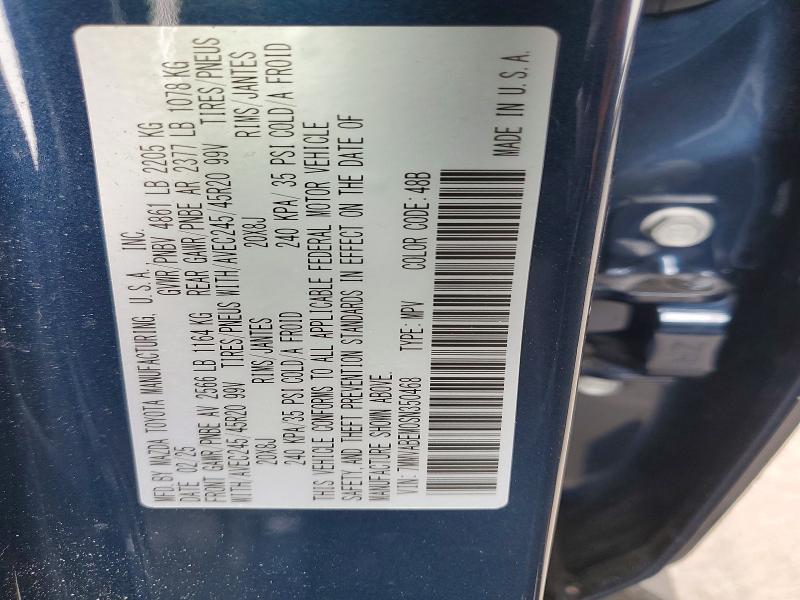 MFD.BY MAZDA TOYOTA MANUFACTURING, U.S.A., INC.
DATE 02/25 GVWR/PNBV 4861 LB 2205 KG
FRONT GAWR/PNBE AV 2566 LB 1164 KG REAR GAWR/PNBE AR 2377 LB 1078 KG
WITH/AVEC245/45R20 99V TIRES/PNEUS WITH/AVEC245/45R20 99V TIRES/PNEUS
20X8J RIMS/JANTES 20X8J RIMS/JANTES
240 KPA/35 PSI COLD/A FROID 240 KPA/ 35 PSI COLD/A FROID
THIS VEHICLE CONFORMS TO ALL APPLICABLE FEDERAL MOTOR VEHICLE
SAFETY AND THEFT PREVENTION STANDARDS IN EFFECT ON THE DATE OF
MANUFACTURE SHOWN ABOVE.
VIN: TYPE: MPV COLOR CODE: 48B
MADE IN U.S.A.